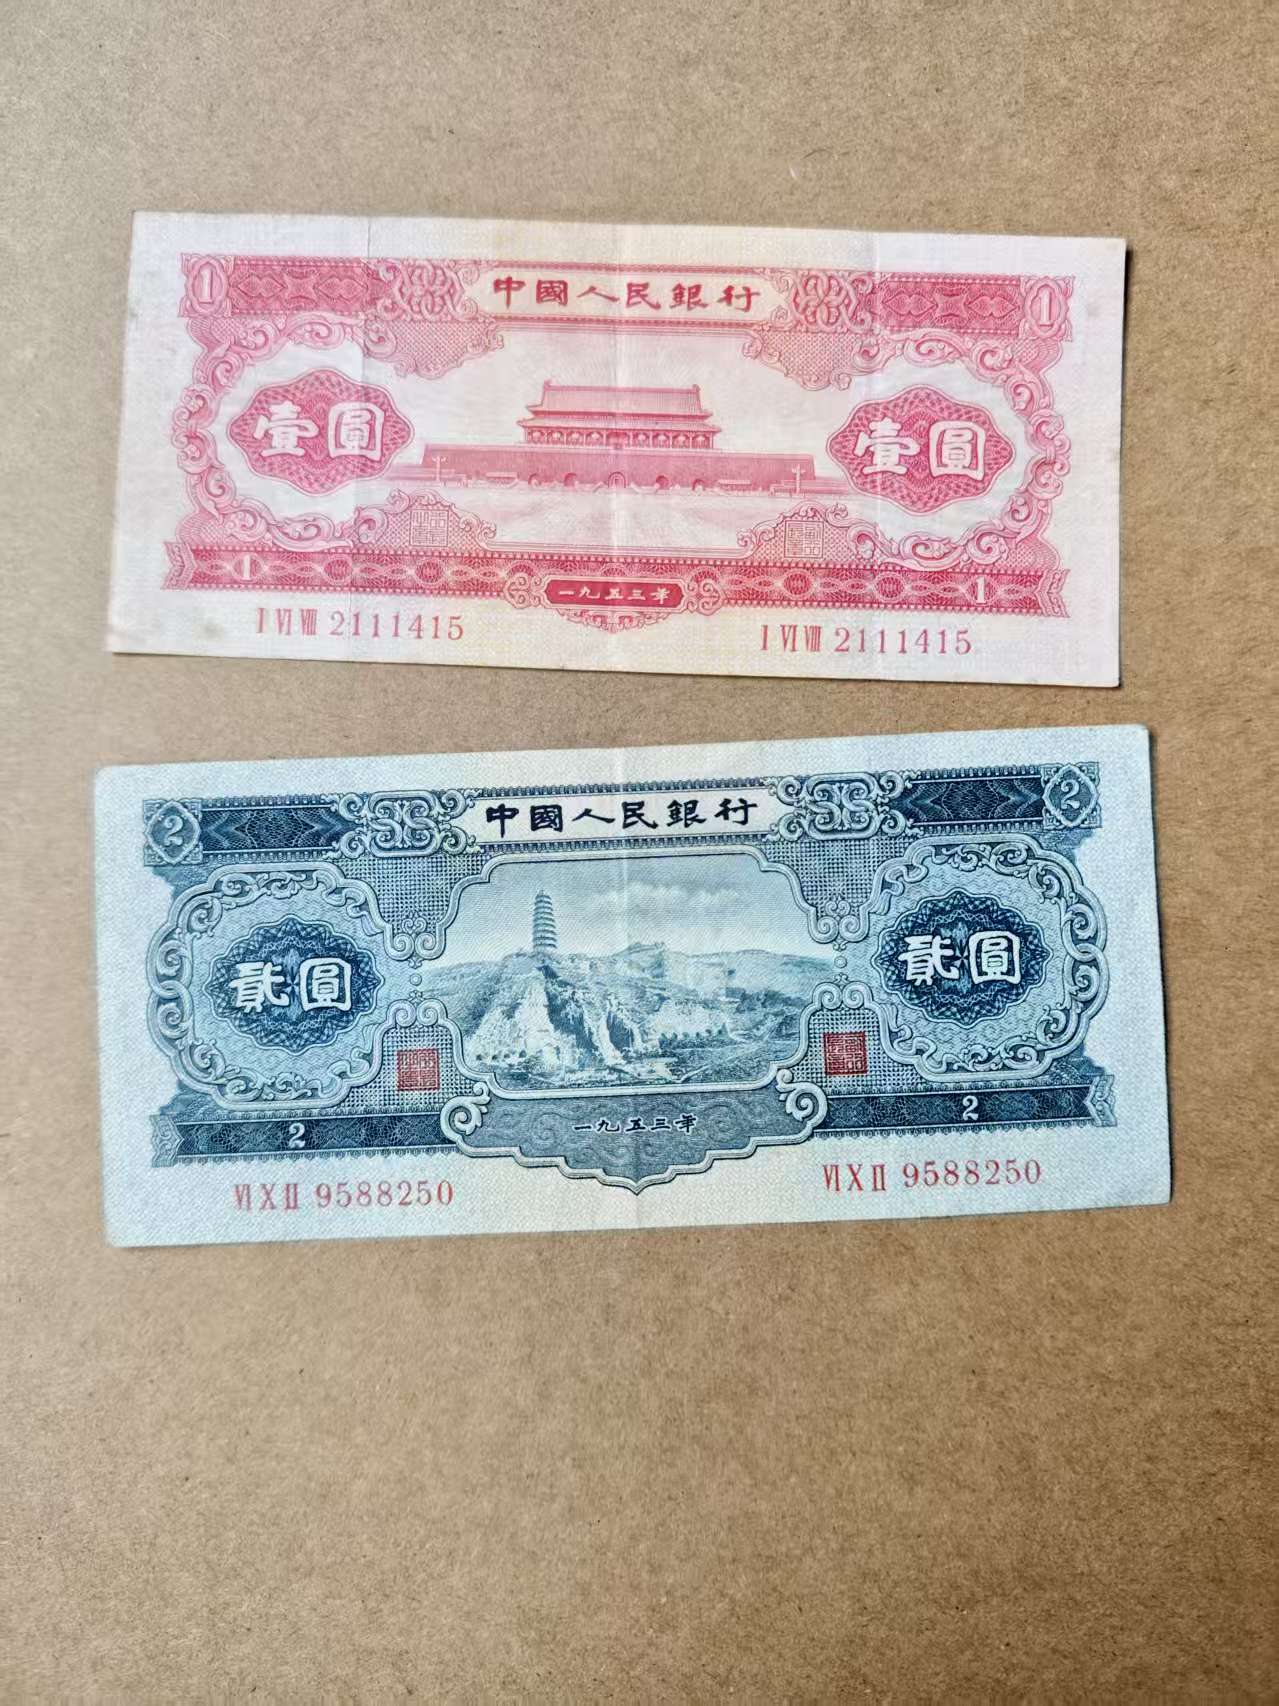 1 中國人民銀行 1
壹圓 壹圓
1 一九五三年 1
I VI VIII 2111415 I VI VIII 2111415
2 中國人民銀行 2
貳圓 貳圓
2 一九五三年 2
VI X II 9588250 VI X II 9588250